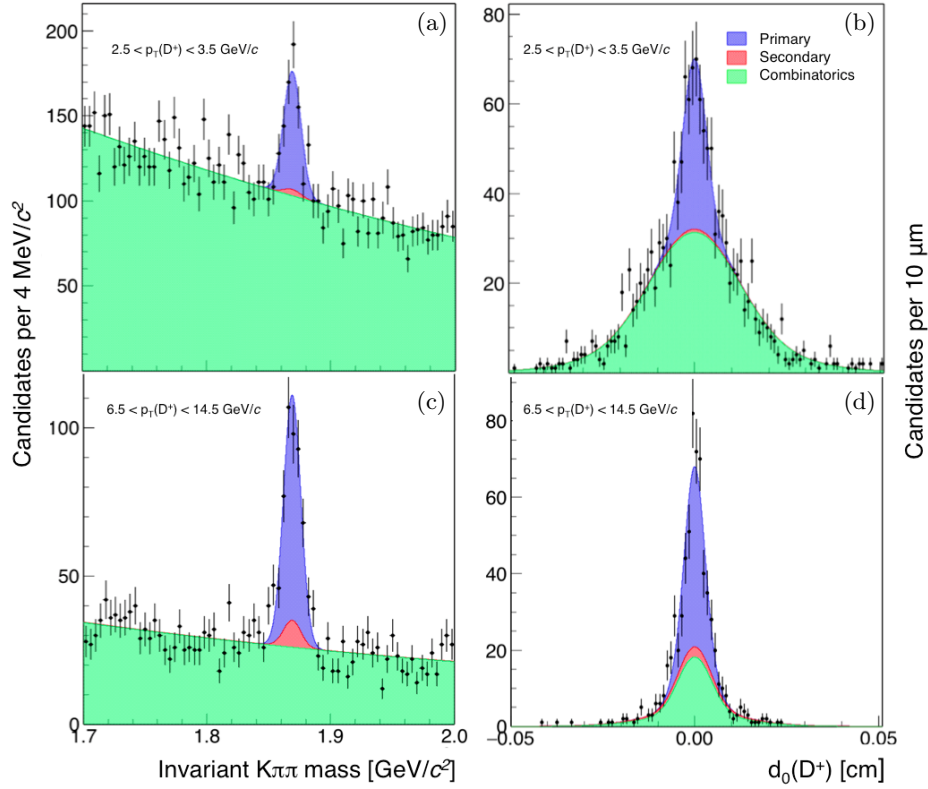 (a)
2.5 < pT(D+) < 3.5 GeV/c
200
150
100
50
Candidates per 4 MeV/c²
(b)
2.5 < pT(D+) < 3.5 GeV/c
Primary
Secondary
Combinatorics
80
60
40
20
Candidates per 10 μm
(c)
6.5 < pT(D+) < 14.5 GeV/c
100
50
0
1.7
1.8
1.9
2.0
Invariant Kππ mass [GeV/c²]
(d)
6.5 < pT(D+) < 14.5 GeV/c
80
60
40
20
0
−0.05
0.00
0.05
d0(D+) [cm]